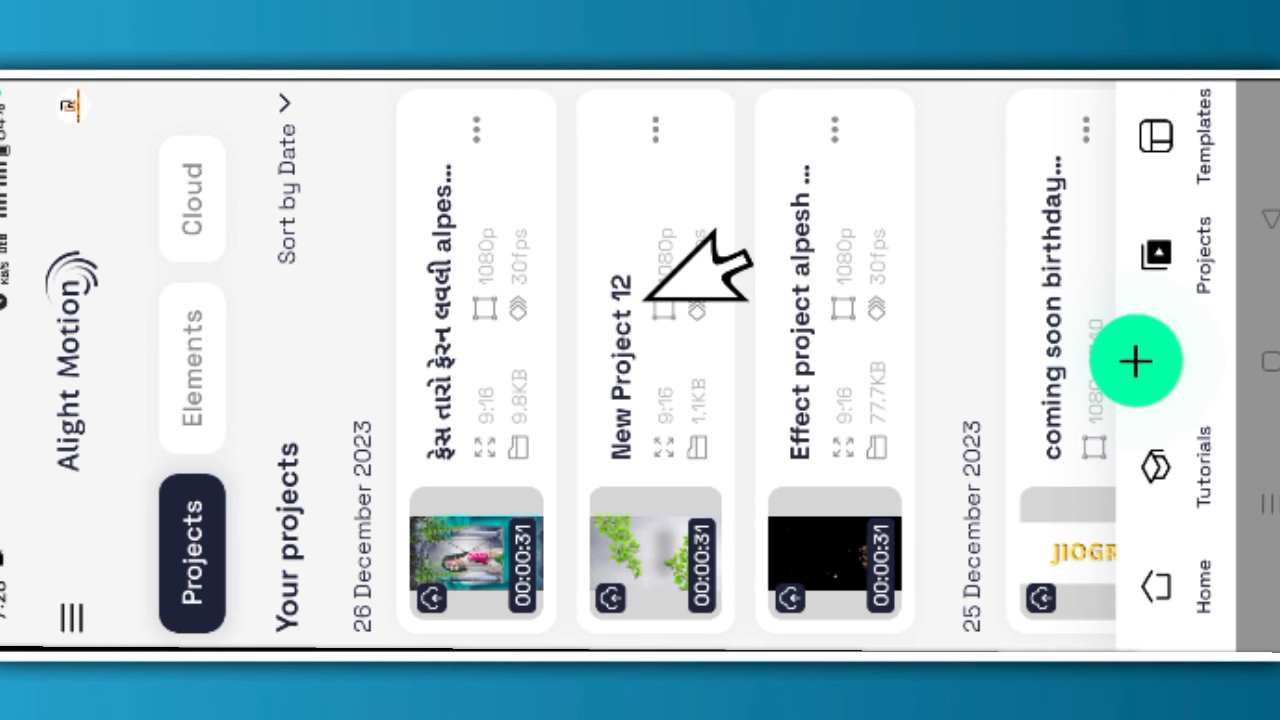 Alight Motion
Projects
Elements
Cloud
Your projects
Sort by Date
26 December 2023
ફેસ તારો ફેરન લવલી alpes...
9:16
1080p
9.8KB
30fps
00:00:31
New Project 12
9:16
1.1KB
00:00:31
Effect project alpesh ...
9:16
1080p
77.7KB
30fps
00:00:31
25 December 2023
coming soon birthday...
JIOGR
Home
Tutorials
Projects
Templates